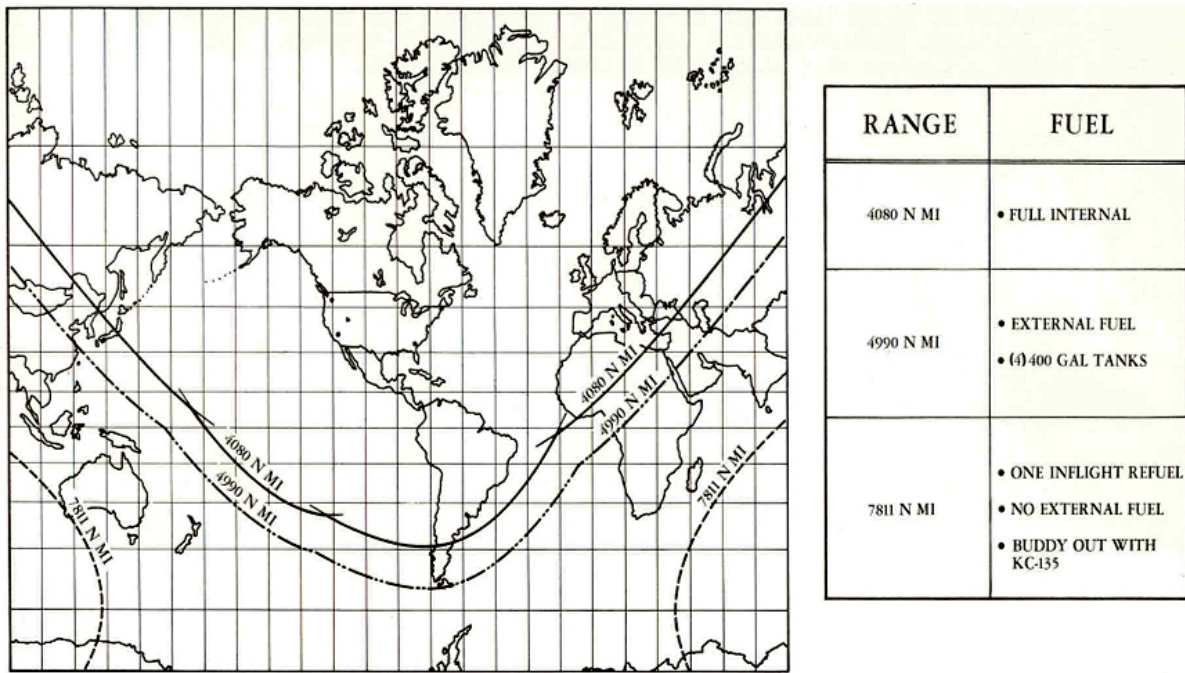 4080 N MI
4990 N MI
7811 N MI
4080 N MI
4990 N MI
7811 N MI
RANGE FUEL
4080 N MI • FULL INTERNAL
4990 N MI • EXTERNAL FUEL
• (4) 400 GAL TANKS
7811 N MI • ONE INFLIGHT REFUEL
• NO EXTERNAL FUEL
• BUDDY OUT WITH
KC-135